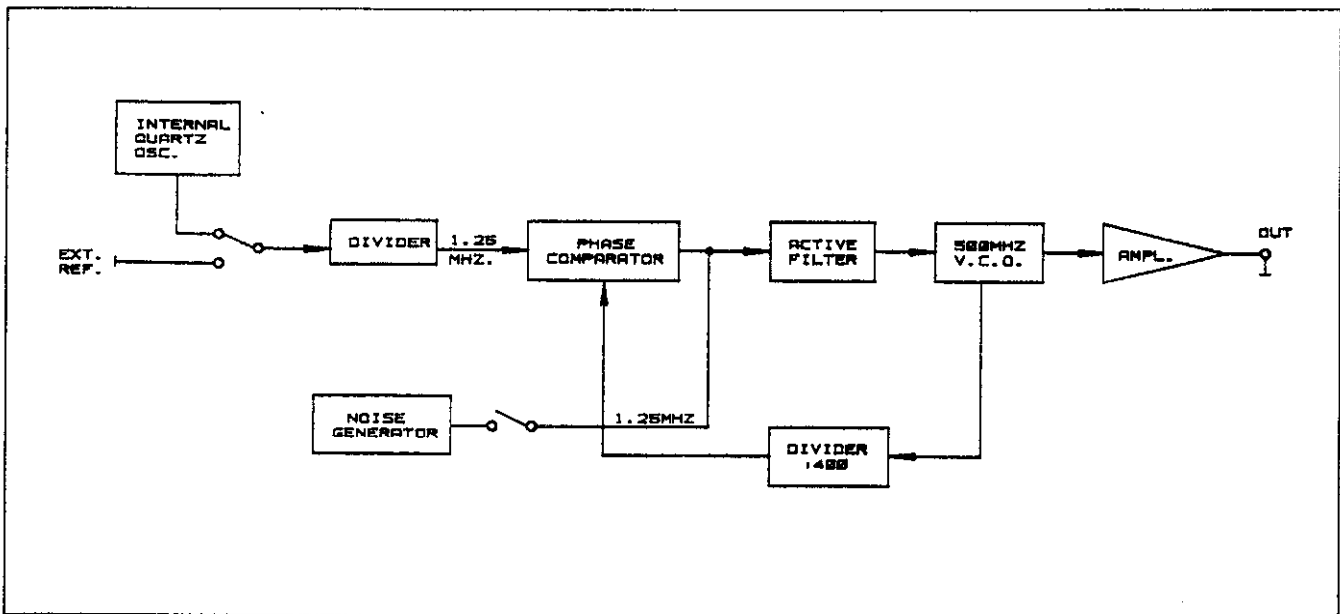 INTERNAL
QUARTZ
OSC.
EXT.
REF.
DIVIDER
1.25
MHZ.
PHASE
COMPARATOR
ACTIVE
FILTER
500MHZ
V.C.O.
AMPL.
OUT
NOISE
GENERATOR
1.25MHZ
DIVIDER
:400